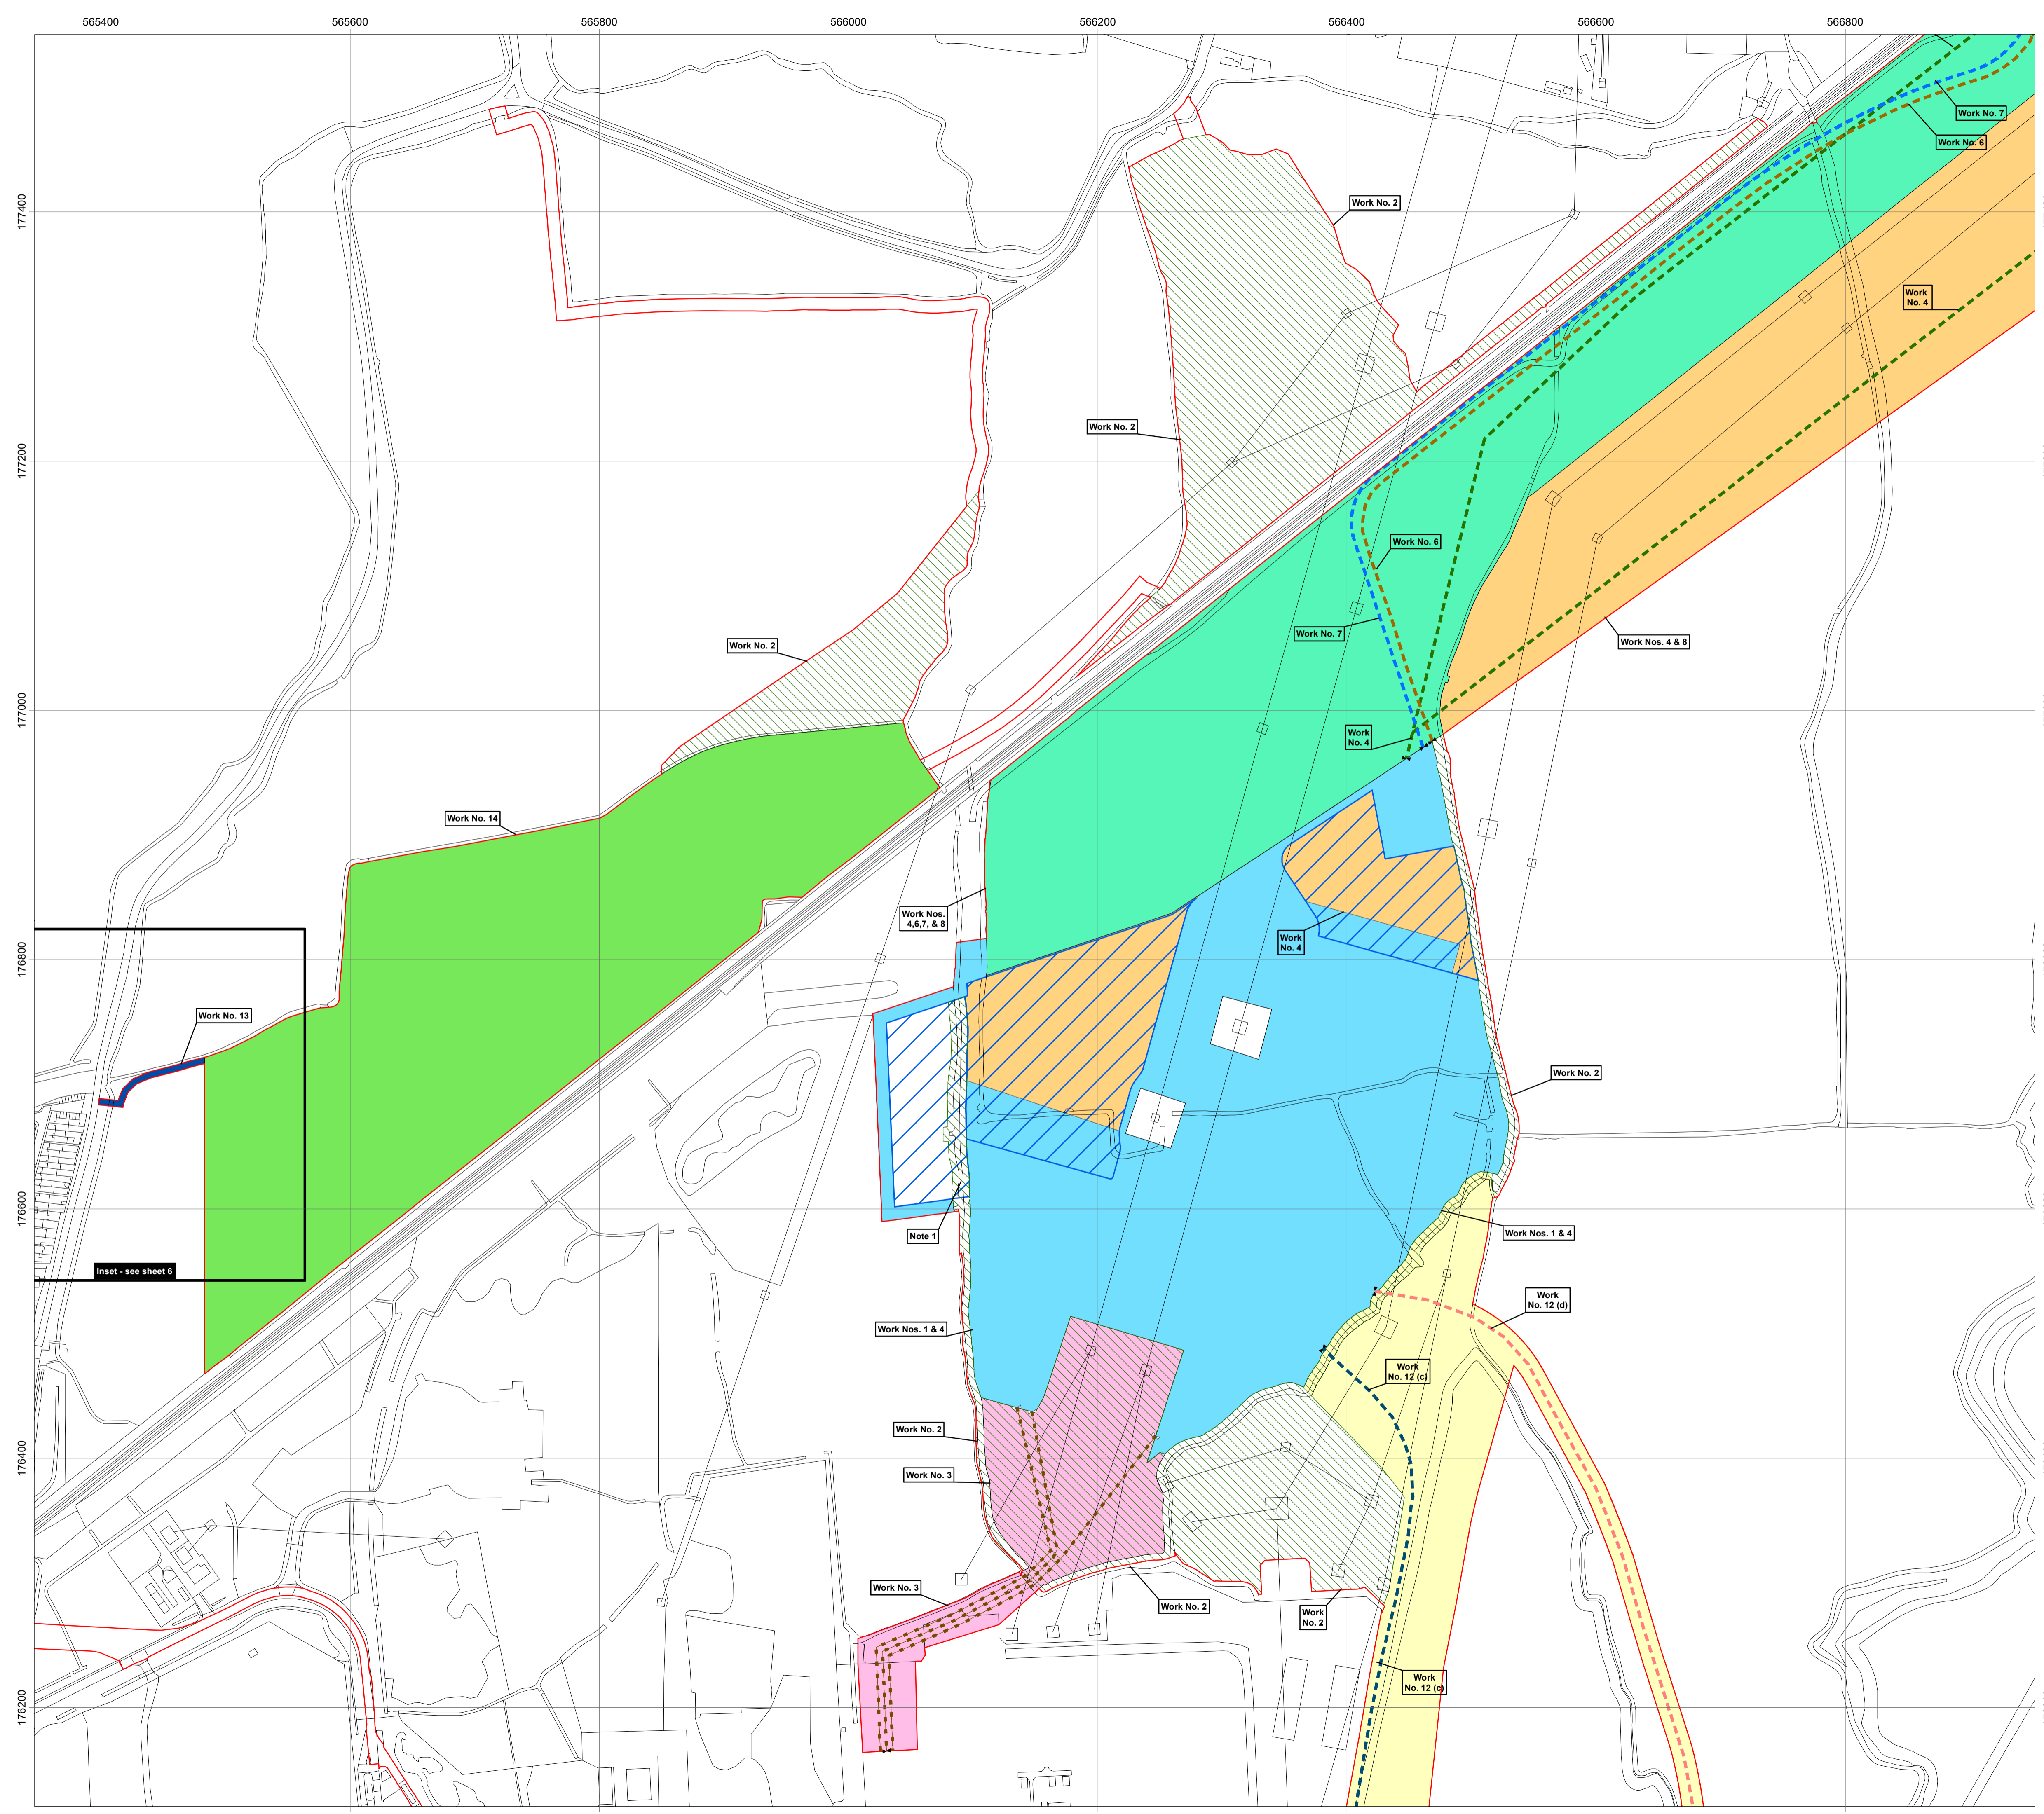 565400
565600
565800
566000
566200
566400
566600
566800
177400
177200
177000
176800
176600
176400
176200
Work No. 7
Work No. 6
Work No. 2
Work
No. 4
Work No. 2
Work No. 6
Work No. 7
Work Nos. 4 & 8
Work No. 2
Work
No. 4
Work No. 14
Work Nos.
4,6,7, & 8
Work
No. 4
Work No. 13
Work No. 2
Note 1
Work Nos. 1 & 4
Inset - see sheet 6
Work
No. 12 (d)
Work Nos. 1 & 4
Work
No. 12 (c)
Work No. 2
Work No. 3
Work No. 3
Work No. 2
Work
No. 2
Work
No. 12 (c)